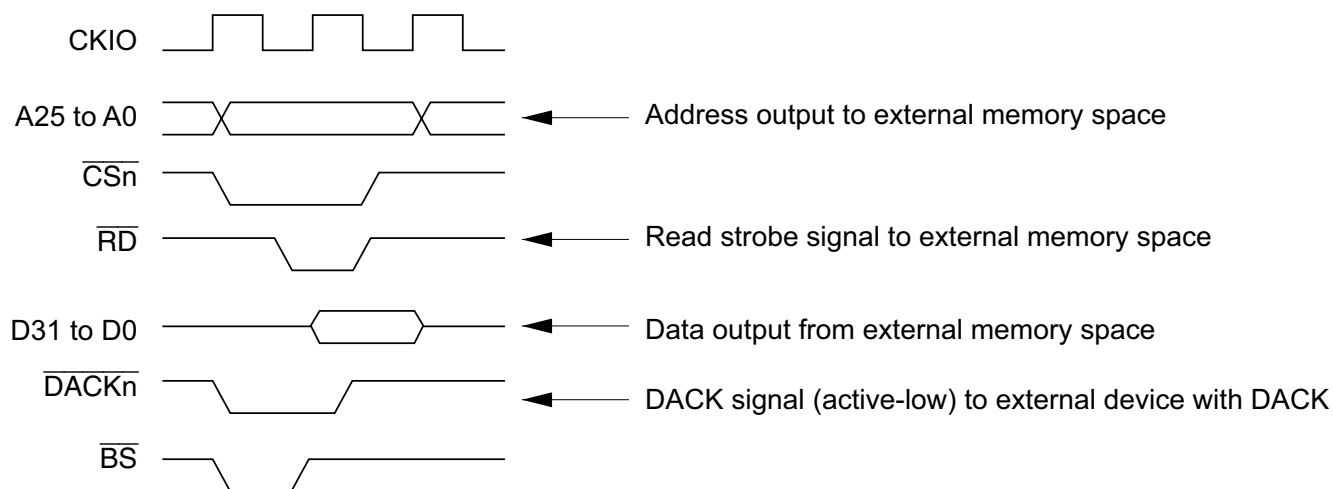 CKIO
A25 to A0
Address output to external memory space
CSn
RD
Read strobe signal to external memory space
D31 to D0
Data output from external memory space
DACKn
DACK signal (active-low) to external device with DACK
BS